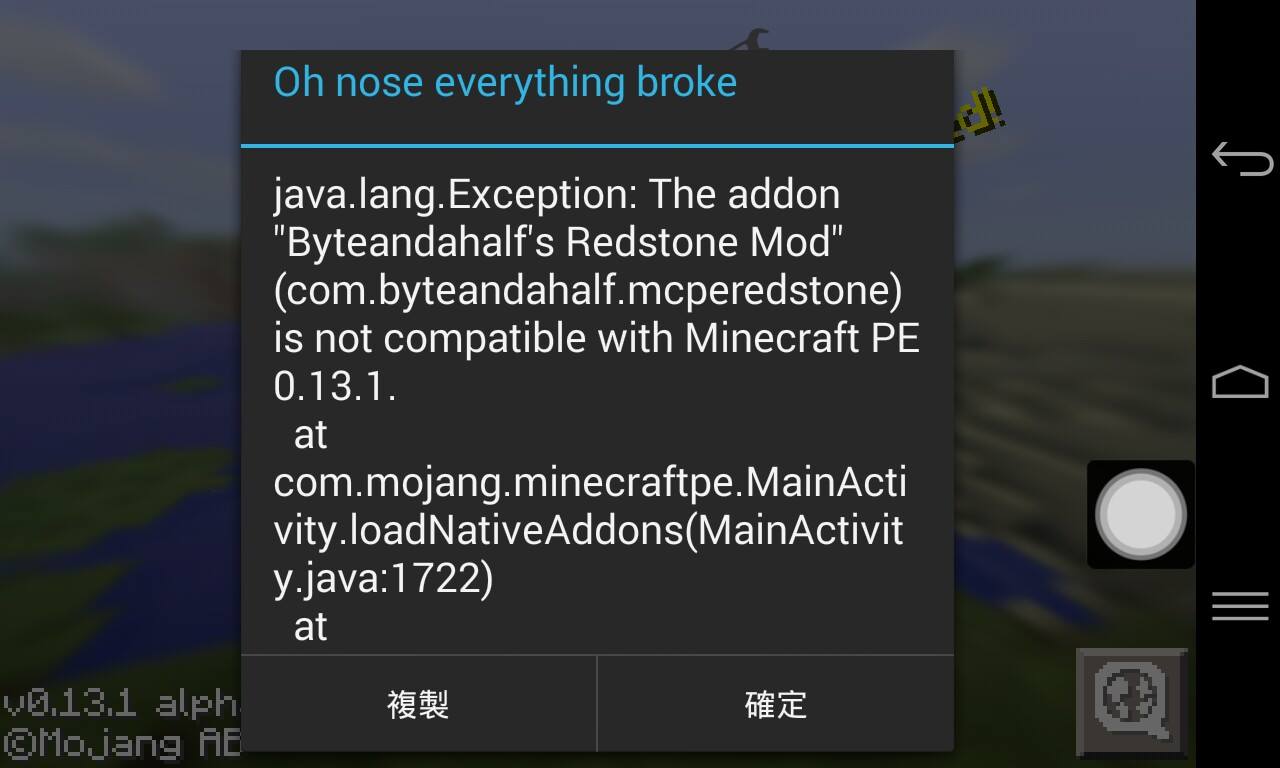 Oh nose everything broke
java.lang.Exception: The addon
"Byteandahalf's Redstone Mod"
(com.byteandahalf.mcperedstone)
is not compatible with Minecraft PE
0.13.1.
at
com.mojang.minecraftpe.MainActi
vity.loadNativeAddons(MainActivit
y.java:1722)
at
複製
確定
v0.13.1 alph
©Mojang AB